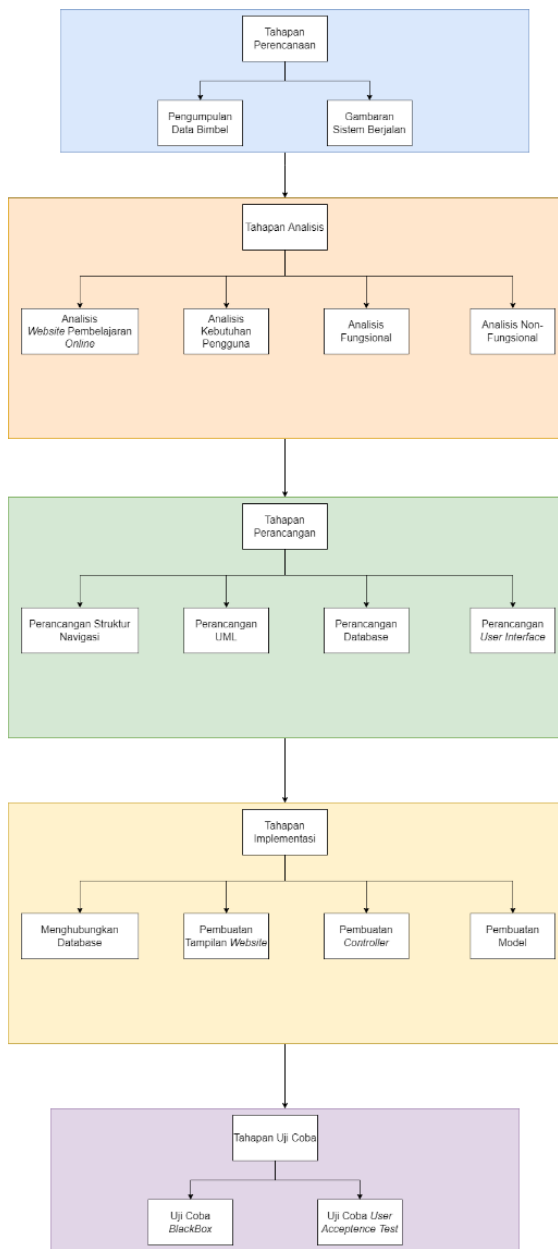 Tahapan
Perencanaan
Pengumpulan
Data Bimbel
Gambaran
Sistem Berjalan
Tahapan Analisis
Analisis
Website Pembelajaran
Online
Analisis
Kebutuhan
Pengguna
Analisis
Fungsional
Analisis Non-
Fungsional
Tahapan
Perancangan
Perancangan Struktur
Navigasi
Perancangan
UML
Perancangan
Database
Perancangan
User Interface
Tahapan
Implementasi
Menghubungkan
Database
Pembuatan
Tampilan Website
Pembuatan
Controller
Pembuatan
Model
Tahapan Uji Coba
Uji Coba
BlackBox
Uji Coba User
Acceptence Test